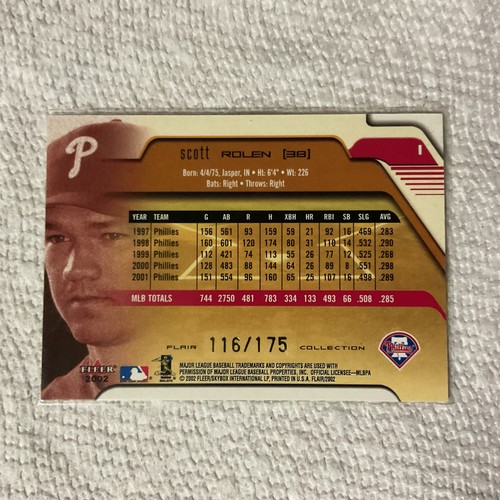 P
scott ROLEN [38]
Born: 4/4/75, Jasper, IN • Ht: 6'4" • Wt: 226
Bats: Right • Throws: Right
YEAR TEAM G AB R H XBH HR RBI SB SLG AVG
1997 Phillies 156 561 93 159 59 21 92 16 .469 .283
1998 Phillies 160 601 120 174 80 31 110 14 .532 .290
1999 Phillies 112 421 74 113 55 26 77 12 .525 .268
2000 Phillies 128 483 88 144 64 26 89 8 .551 .298
2001 Phillies 151 554 96 160 65 25 107 16 .498 .289
MLB TOTALS 744 2750 481 783 334 133 493 66 .508 .285
FLAIR 116/175 COLLECTION
Phillies
FLEER
2002
MAJOR LEAGUE BASEBALL TRADEMARKS AND COPYRIGHTS ARE USED WITH
PERMISSION OF MAJOR LEAGUE BASEBALL PROPERTIES, INC. OFFICIAL LICENSEE—MLBPA
© 2002 FLEER/SKYBOX INTERNATIONAL LP, PRINTED IN U.S.A. FLAIR/2002